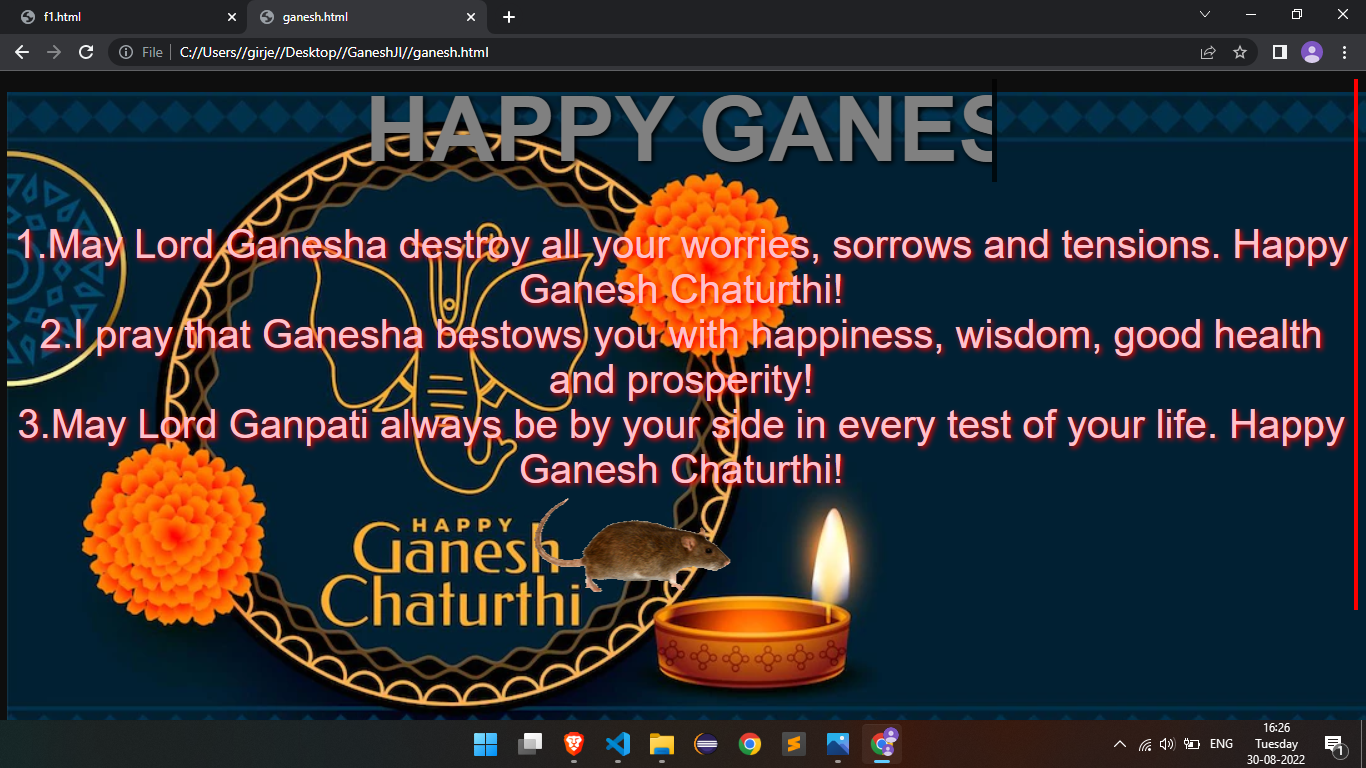 f1.html
ganesh.html
File
C://Users//girje//Desktop//GaneshJI//ganesh.html
HAPPY GANES
1.May Lord Ganesha destroy all your worries, sorrows and tensions. Happy
Ganesh Chaturthi!
2.I pray that Ganesha bestows you with happiness, wisdom, good health
and prosperity!
3.May Lord Ganpati always be by your side in every test of your life. Happy
Ganesh Chaturthi!
HAPPY
Ganesh
Chaturthi
16:26
ENG
Tuesday
30-08-2022
1